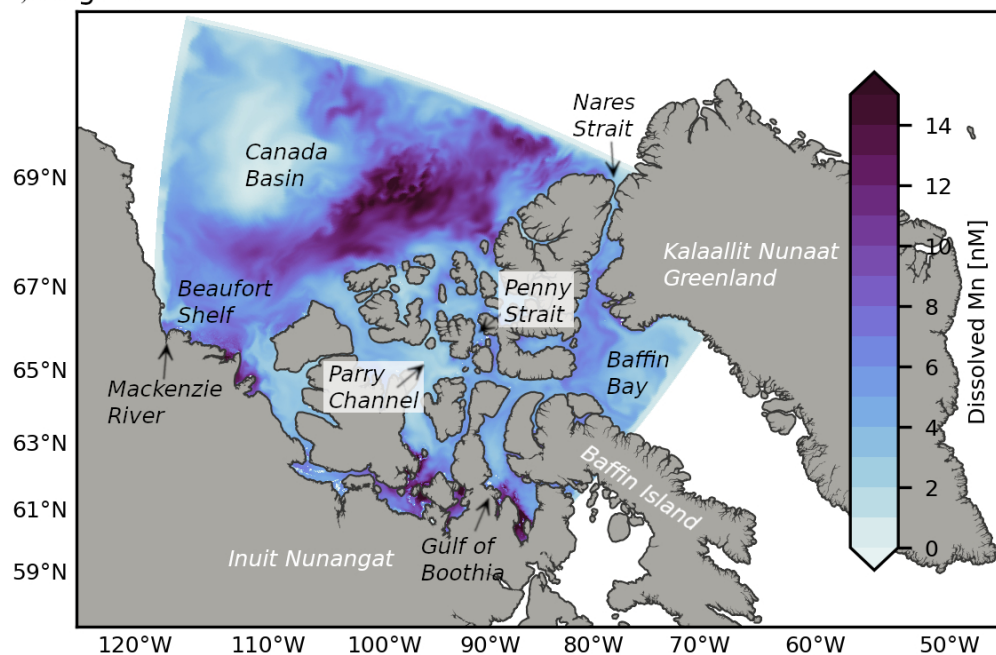 Nares
Strait
Canada
Basin
69°N
Kalaallit Nunaat
Greenland
67°N
Beaufort
Shelf
Penny
Strait
65°N
Parry
Channel
Baffin
Bay
Mackenzie
River
63°N
Baffin Island
61°N
Gulf of
Boothia
Inuit Nunangat
59°N
120°W 110°W 100°W 90°W 80°W 70°W 60°W 50°W
14
12
10
8
6
4
2
0
Dissolved Mn [nM]